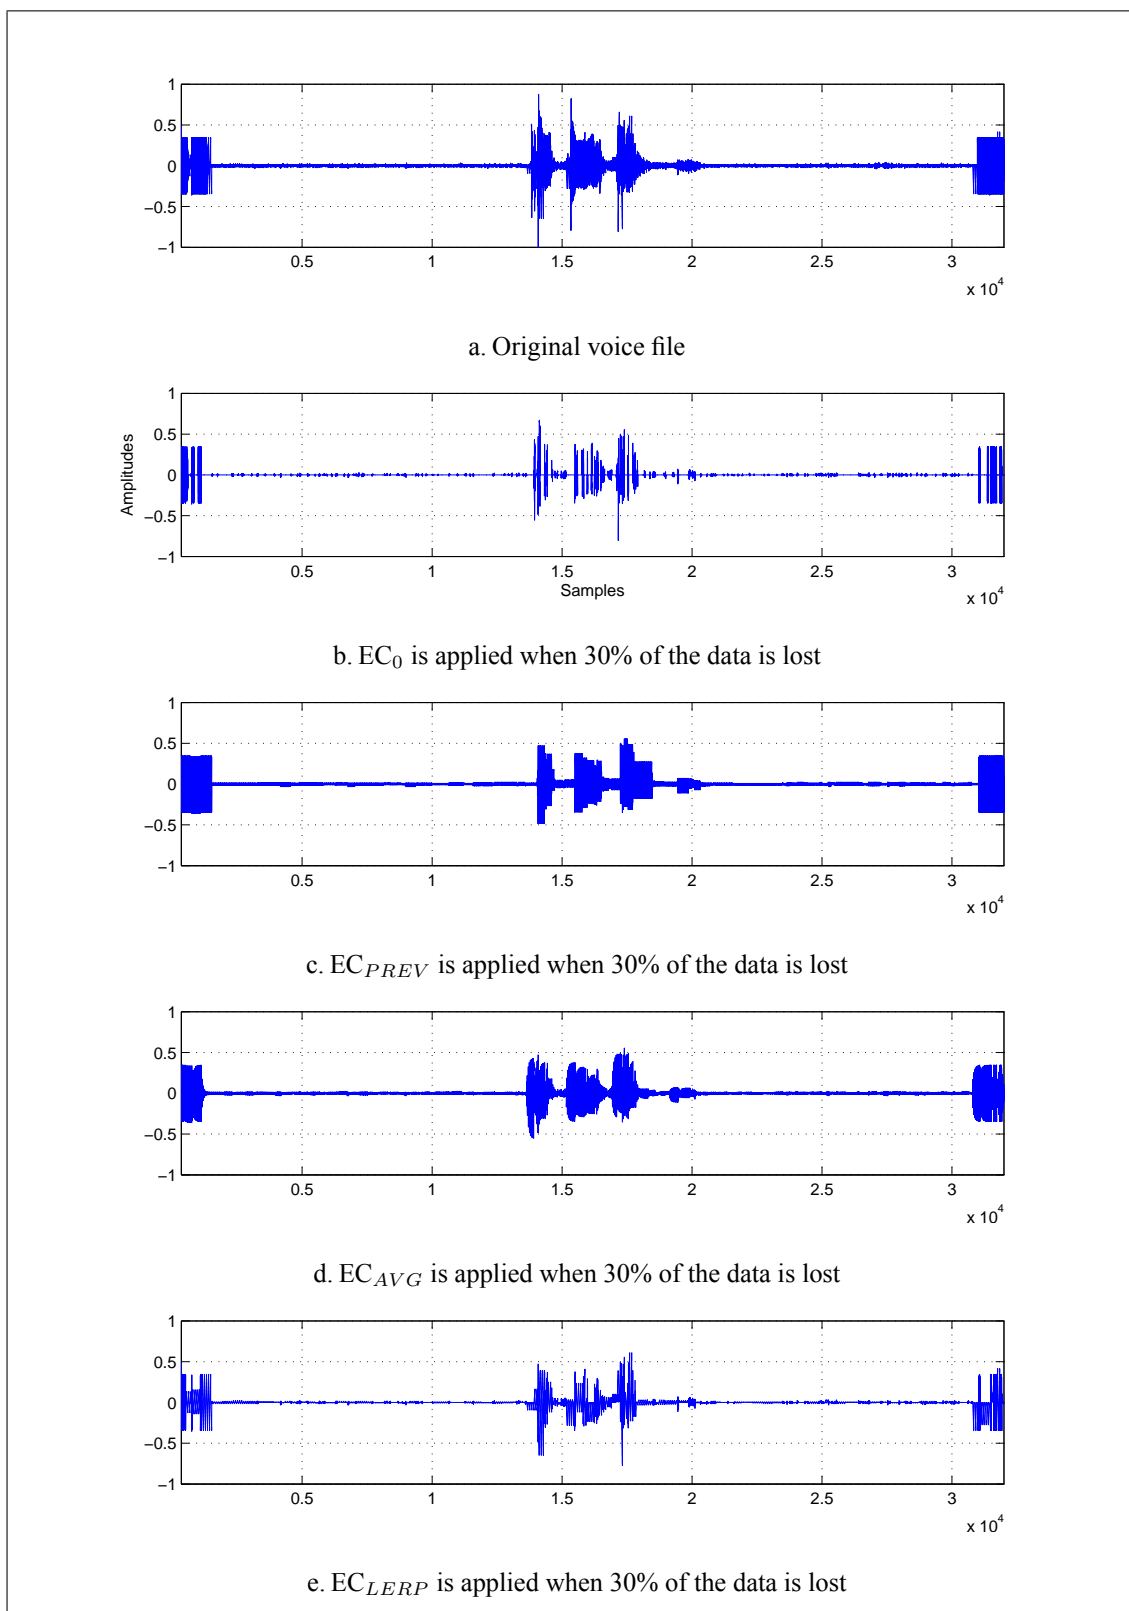 1
0.5
0
−0.5
−1
0.5 1 1.5 2 2.5 3
x 10^4
a. Original voice file
1
0.5
0
−0.5
−1
Amplitudes
0.5 1 1.5 2 2.5 3
Samples
x 10^4
b. EC_0 is applied when 30% of the data is lost
1
0.5
0
−0.5
−1
0.5 1 1.5 2 2.5 3
x 10^4
c. EC_PREV is applied when 30% of the data is lost
1
0.5
0
−0.5
−1
0.5 1 1.5 2 2.5 3
x 10^4
d. EC_AVG is applied when 30% of the data is lost
1
0.5
0
−0.5
−1
0.5 1 1.5 2 2.5 3
x 10^4
e. EC_LERP is applied when 30% of the data is lost